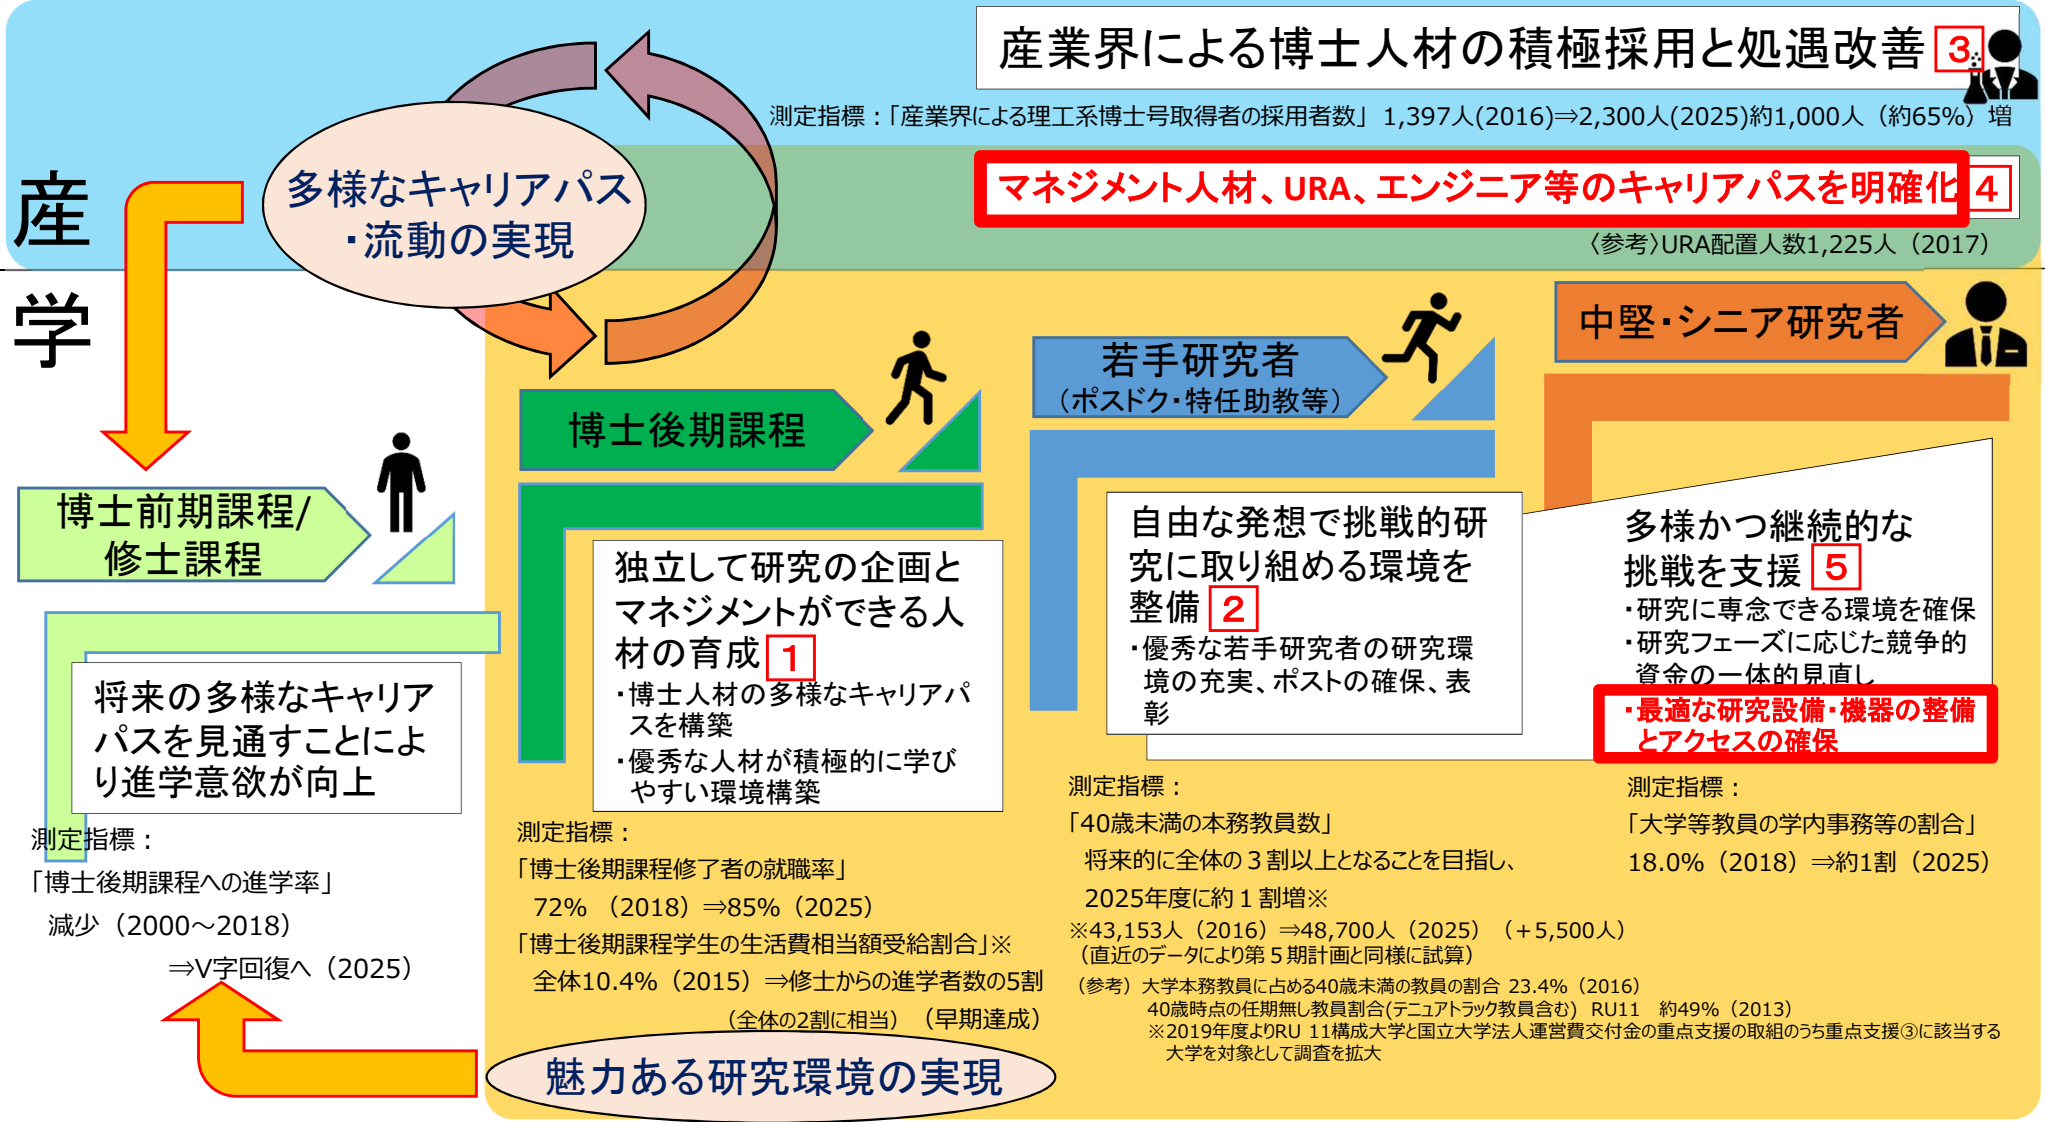 産業界による博士人材の積極採用と処遇改善 3
測定指標:「産業界による理工系博士号取得者の採用者数」 1,397人(2016)⇒2,300人(2025)約1,000人(約65%)増
マネジメント人材、URA、エンジニア等のキャリアパスを明確化 4
〈参考〉URA配置人数1,225人(2017)
産
学
多様なキャリアパス
・流動の実現
博士前期課程/
修士課程
将来の多様なキャリア
パスを見通すことによ
り進学意欲が向上
測定指標:
「博士後期課程への進学率」
減少(2000~2018)
⇒V字回復へ(2025)
博士後期課程
独立して研究の企画と
マネジメントができる人
材の育成 1
・博士人材の多様なキャリアパ
スを構築
・優秀な人材が積極的に学び
やすい環境構築
測定指標:
「博士後期課程修了者の就職率」
72% (2018)⇒85%(2025)
「博士後期課程学生の生活費相当額受給割合」※
全体10.4%(2015)⇒修士からの進学者数の5割
(全体の2割に相当)(早期達成)
魅力ある研究環境の実現
若手研究者
(ポスドク・特任助教等)
自由な発想で挑戦的研
究に取り組める環境を
整備 2
・優秀な若手研究者の研究環
境の充実、ポストの確保、表
彰
測定指標:
「40歳未満の本務教員数」
将来的に全体の3割以上となることを目指し、
2025年度に約1割増※
※43,153人(2016)⇒48,700人(2025)(+5,500人)
(直近のデータにより第5期計画と同様に試算)
(参考)大学本務教員に占める40歳未満の教員の割合 23.4%(2016)
40歳時点の任期無し教員割合(テニュアトラック教員含む) RU11 約49%(2013)
※2019年度よりRU 11構成大学と国立大学法人運営費交付金の重点支援の取組のうち重点支援③に該当する
大学を対象として調査を拡大
中堅・シニア研究者
多様かつ継続的な
挑戦を支援 5
・研究に専念できる環境を確保
・研究フェーズに応じた競争的
資金の一体的見直し
・最適な研究設備・機器の整備
とアクセスの確保
測定指標:
「大学等教員の学内事務等の割合」
18.0%(2018)⇒約1割(2025)